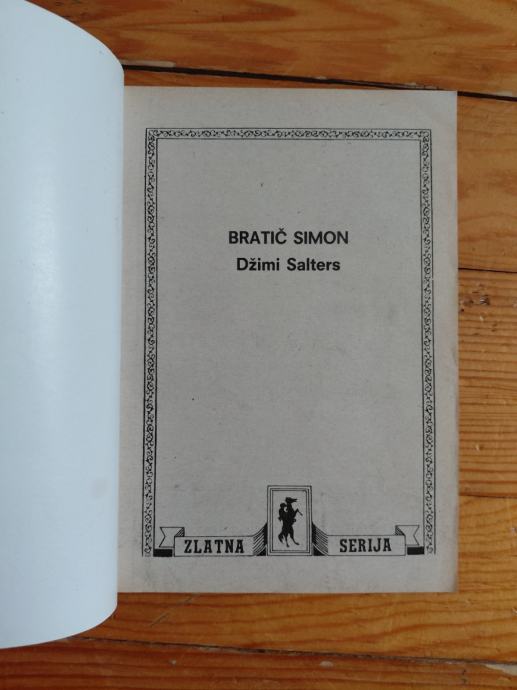 BRATIČ SIMON
Džimi Salters
ZLATNA SERIJA